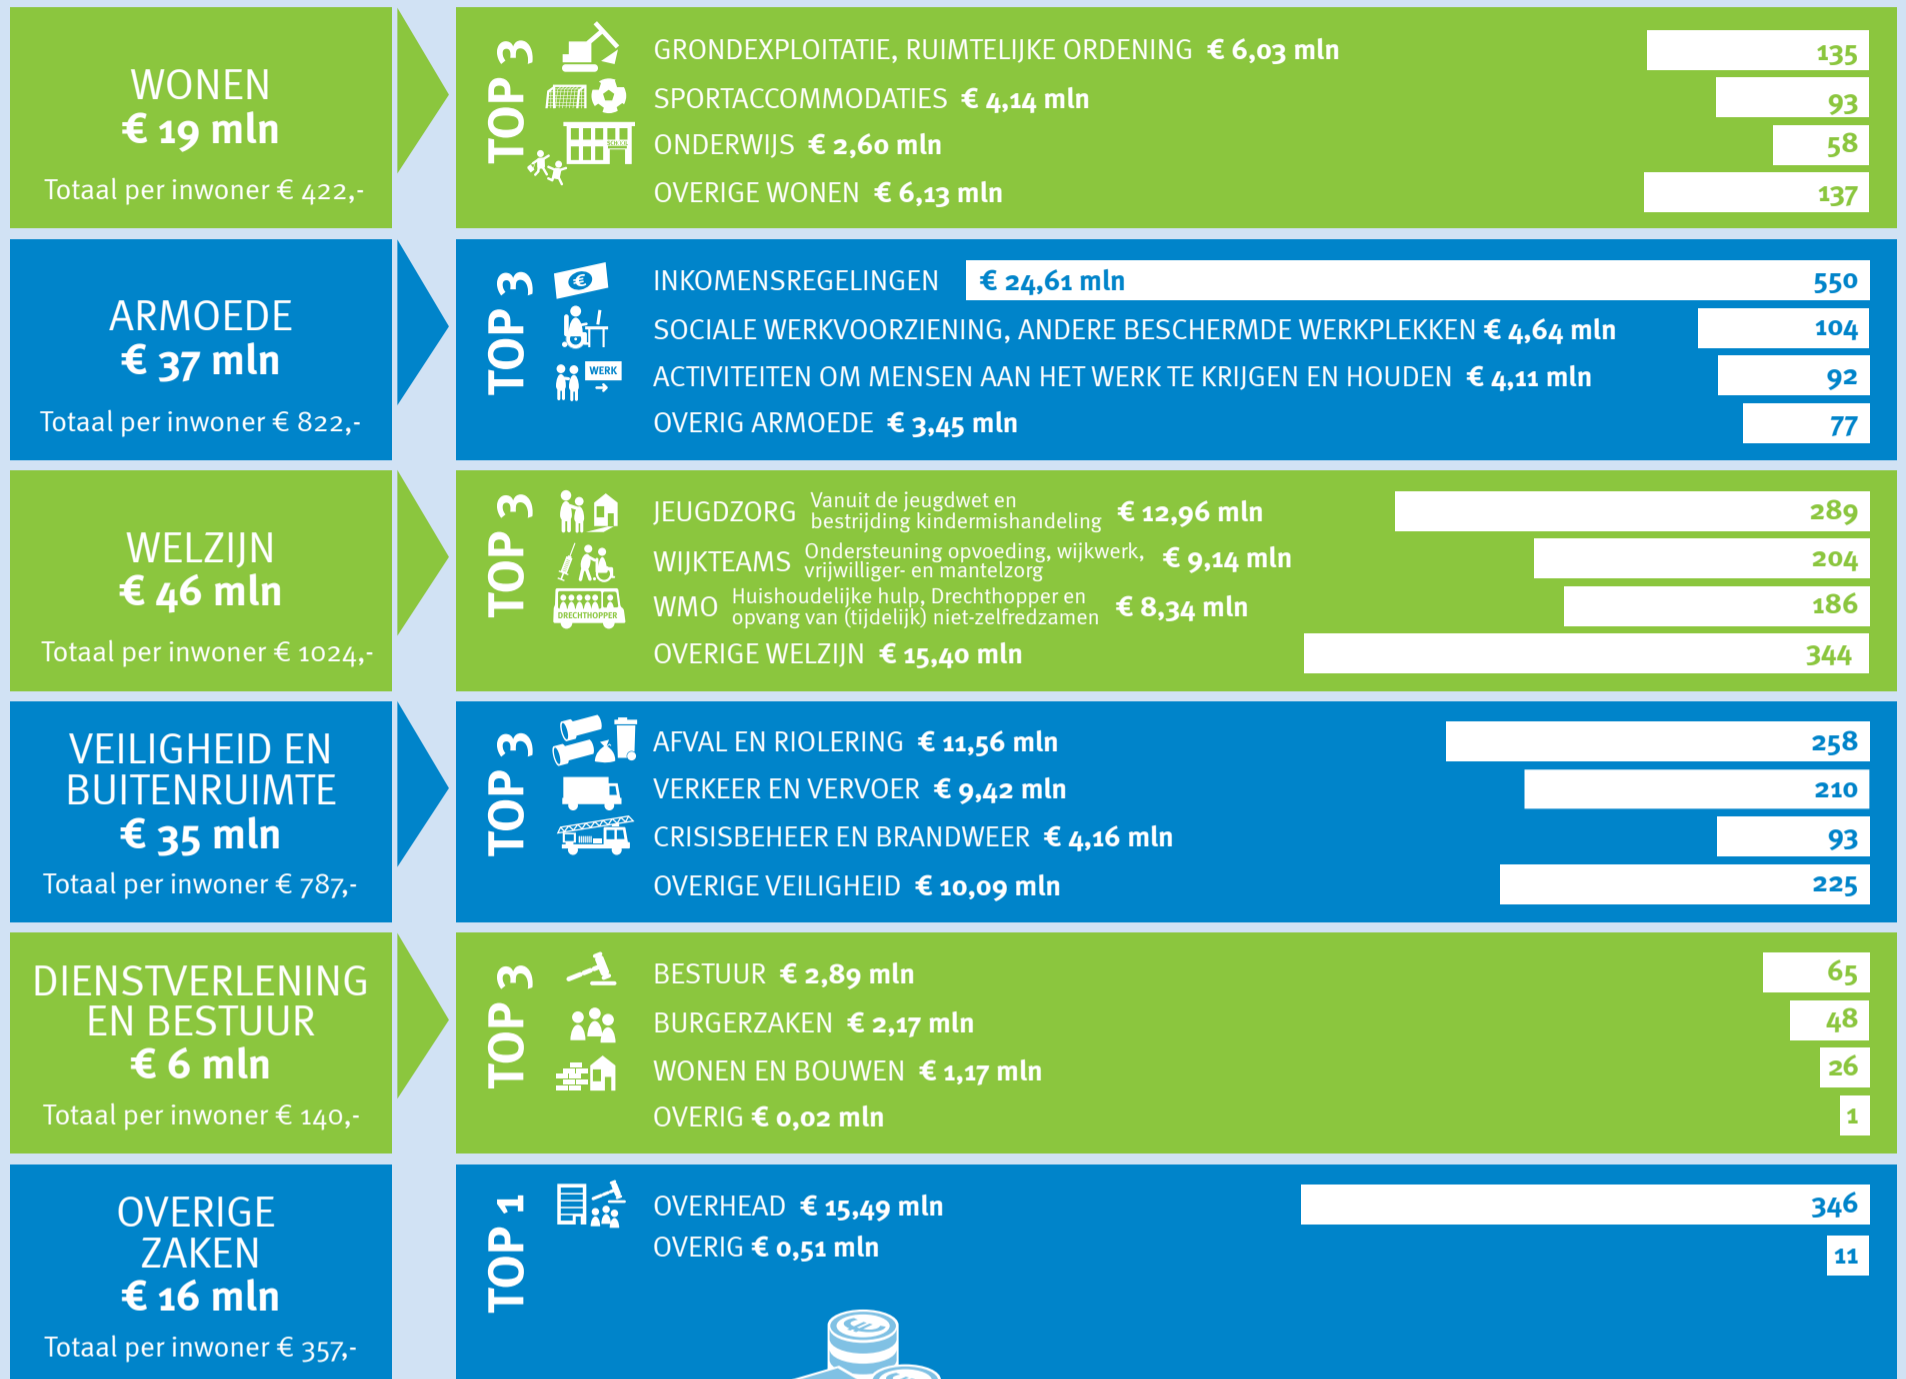 WONEN
€ 19 mln
Totaal per inwoner € 422,-
TOP 3
GRONDEXPLOITATIE, RUIMTELIJKE ORDENING € 6,03 mln
135
SPORTACCOMMODATIES € 4,14 mln
93
ONDERWIJS € 2,60 mln
58
OVERIGE WONEN € 6,13 mln
137
ARMOEDE
€ 37 mln
Totaal per inwoner € 822,-
TOP 3
€
INKOMENSREGELINGEN € 24,61 mln
550
SOCIALE WERKVOORZIENING, ANDERE BESCHERMDE WERKPLEKKEN € 4,64 mln
104
WERK
ACTIVITEITEN OM MENSEN AAN HET WERK TE KRIJGEN EN HOUDEN € 4,11 mln
92
OVERIG ARMOEDE € 3,45 mln
77
WELZIJN
€ 46 mln
Totaal per inwoner € 1024,-
TOP 3
JEUGDZORG Vanuit de jeugdwet en
bestrijding kindermishandeling € 12,96 mln
289
WIJKTEAMS Ondersteuning opvoeding, wijkwerk,
vrijwilliger- en mantelzorg € 9,14 mln
204
DRECHTHOPPER
WMO Huishoudelijke hulp, Drechthopper en
opvang van (tijdelijk) niet-zelfredzamen € 8,34 mln
186
OVERIGE WELZIJN € 15,40 mln
344
VEILIGHEID EN
BUITENRUIMTE
€ 35 mln
Totaal per inwoner € 787,-
TOP 3
AFVAL EN RIOLERING € 11,56 mln
258
VERKEER EN VERVOER € 9,42 mln
210
CRISISBEHEER EN BRANDWEER € 4,16 mln
93
OVERIGE VEILIGHEID € 10,09 mln
225
DIENSTVERLENING
EN BESTUUR
€ 6 mln
Totaal per inwoner € 140,-
TOP 3
BESTUUR € 2,89 mln
65
BURGERZAKEN € 2,17 mln
48
WONEN EN BOUWEN € 1,17 mln
26
OVERIG € 0,02 mln
1
OVERIGE
ZAKEN
€ 16 mln
Totaal per inwoner € 357,-
TOP 1
OVERHEAD € 15,49 mln
346
OVERIG € 0,51 mln
11
€